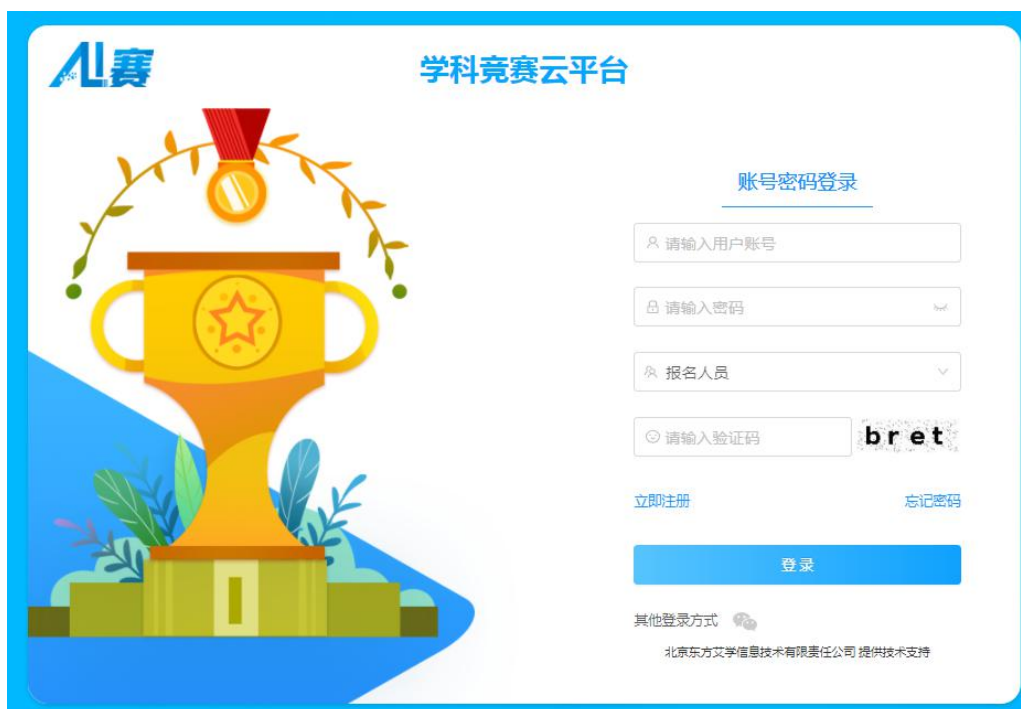 AI赛
学科竞赛云平台
账号密码登录
请输入用户账号
请输入密码
报名人员
请输入验证码
bret
立即注册 忘记密码
登录
其他登录方式
北京东方艾学信息技术有限责任公司 提供技术支持